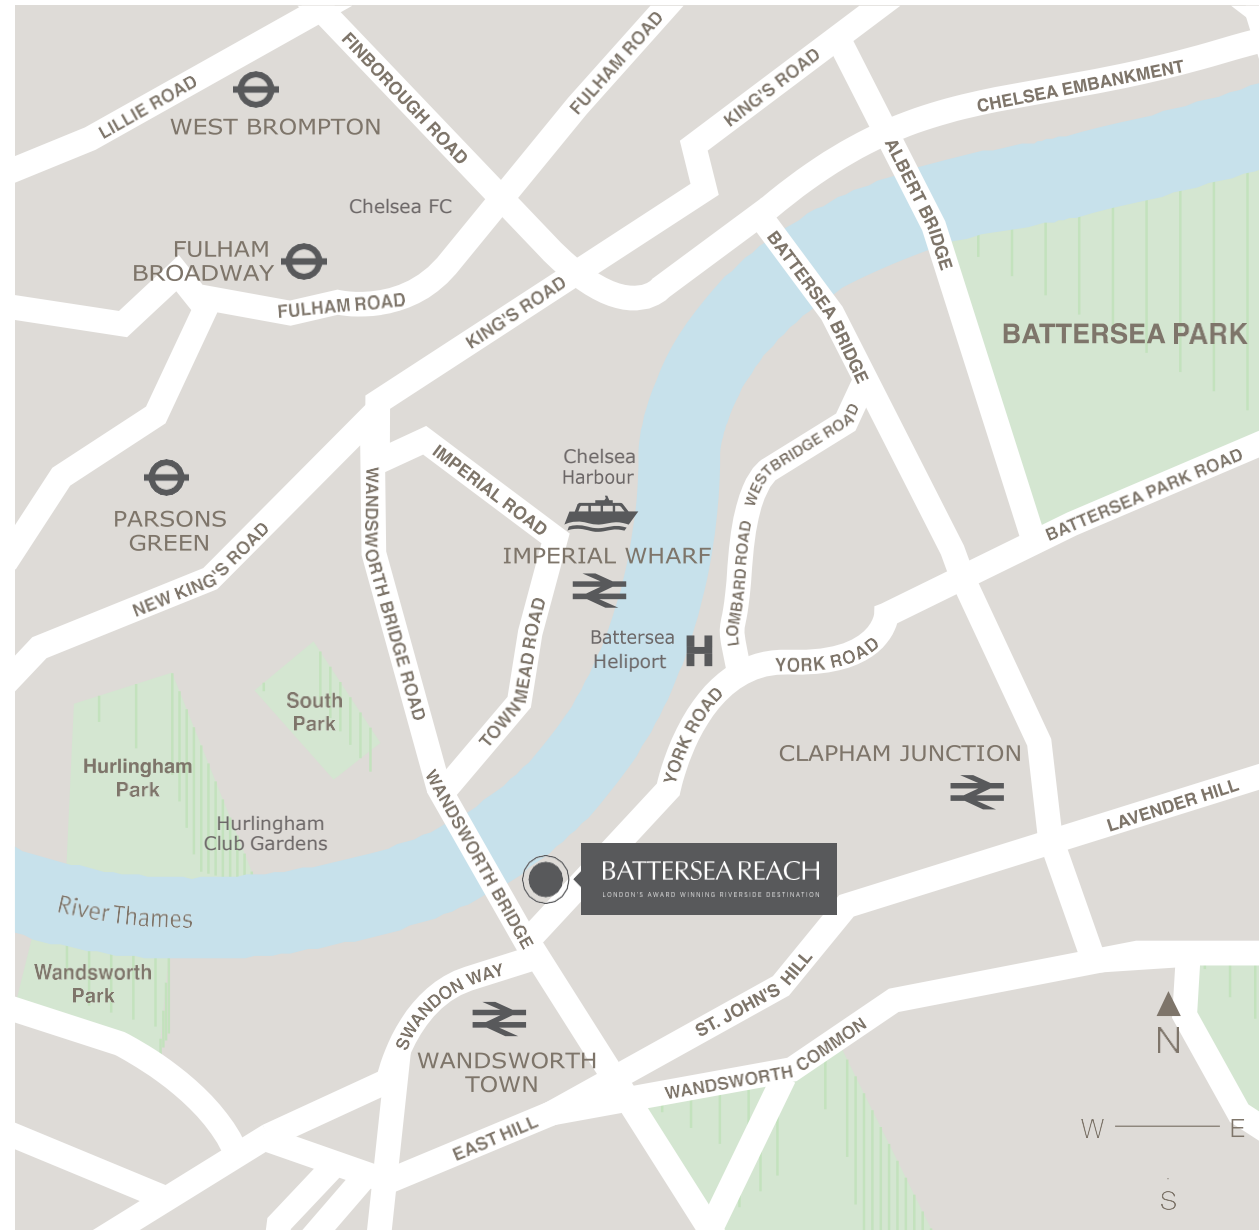 LILLIE ROAD
WEST BROMPTON
FINBOROUGH ROAD
FULHAM ROAD
KING'S ROAD
CHELSEA EMBANKMENT
ALBERT BRIDGE
Chelsea FC
FULHAM
BROADWAY
FULHAM ROAD
KING'S ROAD
BATTERSEA BRIDGE
BATTERSEA PARK
WESTBRIDGE ROAD
IMPERIAL ROAD
Chelsea
Harbour
BATTERSEA PARK ROAD
WANDSWORTH BRIDGE ROAD
PARSONS
GREEN
IMPERIAL WHARF
NEW KING'S ROAD
LOMBARD ROAD
TOWNMEAD ROAD
Battersea
Heliport
H
YORK ROAD
YORK ROAD
South
Park
Hurlingham
Park
CLAPHAM JUNCTION
LAVENDER HILL
Hurlingham
Club Gardens
WANDSWORTH BRIDGE
BATTERSEA REACH
LONDON'S AWARD WINNING RIVERSIDE DESTINATION
River Thames
Wandsworth
Park
SWANDON WAY
ST. JOHN'S HILL
WANDSWORTH
TOWN
WANDSWORTH COMMON
EAST HILL
N
W
E
S